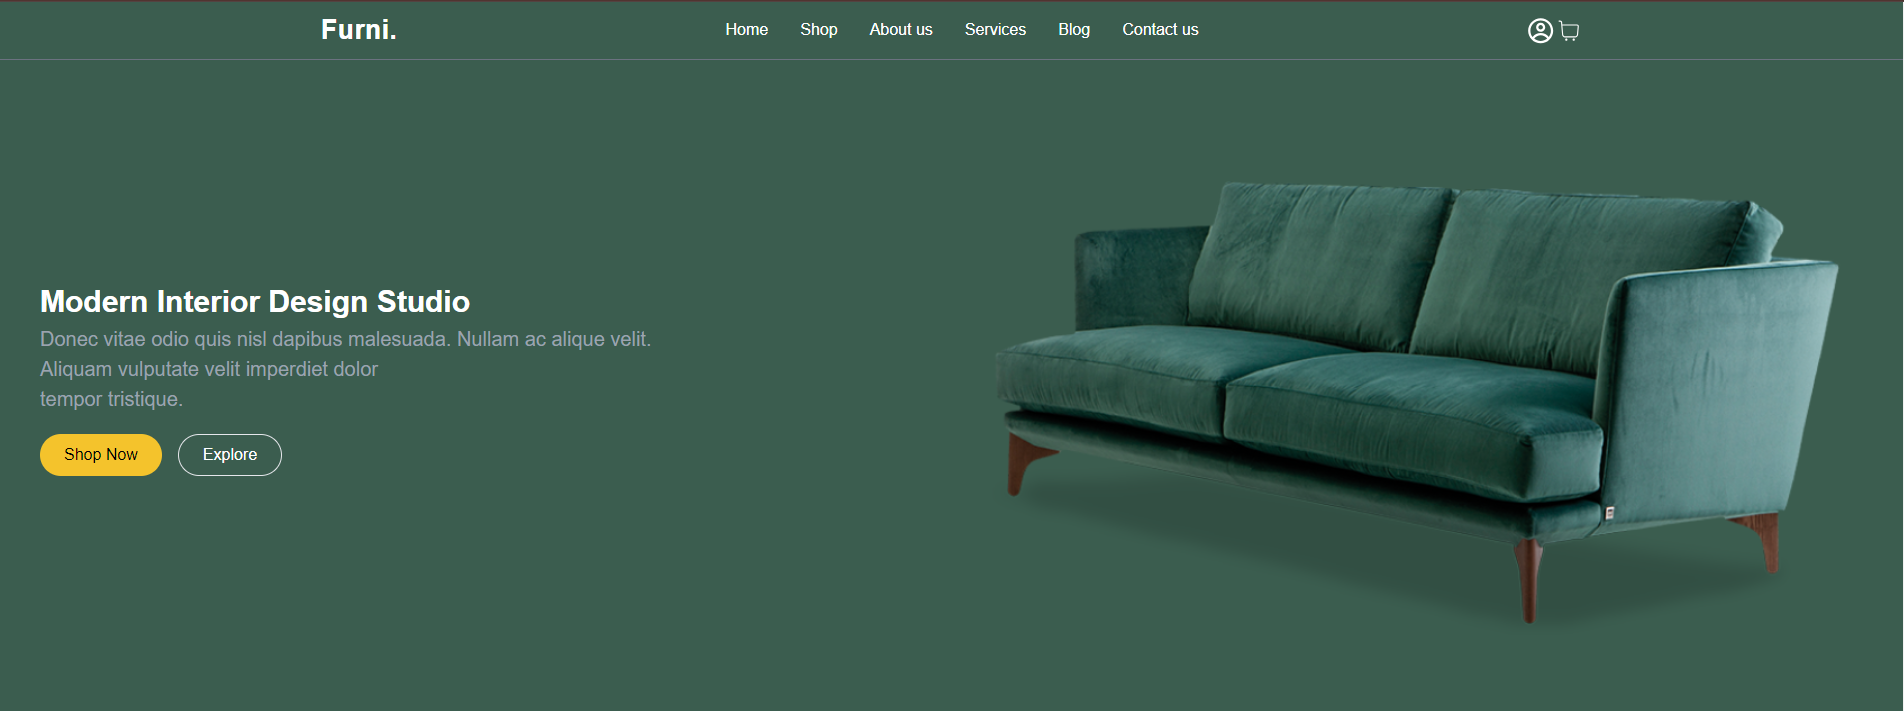 Furni.
Home Shop About us Services Blog Contact us
Modern Interior Design Studio
Donec vitae odio quis nisl dapibus malesuada. Nullam ac alique velit.
Aliquam vulputate velit imperdiet dolor
tempor tristique.
Shop Now Explore